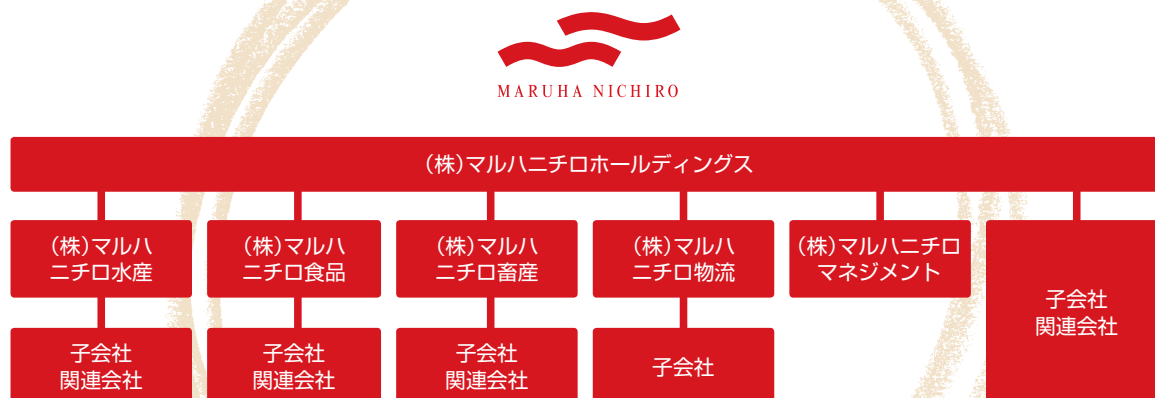 MARUHA NICHIRO
(株)マルハニチロホールディングス
(株)マルハ
ニチロ水産
(株)マルハ
ニチロ食品
(株)マルハ
ニチロ畜産
(株)マルハ
ニチロ物流
(株)マルハニチロ
マネジメント
子会社
関連会社
子会社
関連会社
子会社
関連会社
子会社
関連会社
子会社